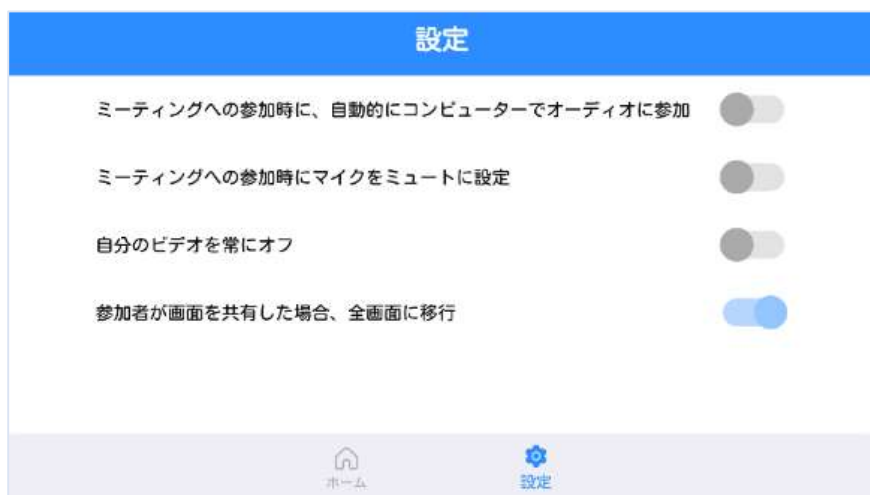 設定
ミーティングへの参加時に、自動的にコンピューターでオーディオに参加
ミーティングへの参加時にマイクをミュートに設定
自分のビデオを常にオフ
参加者が画面を共有した場合、全画面に移行
ホーム
設定